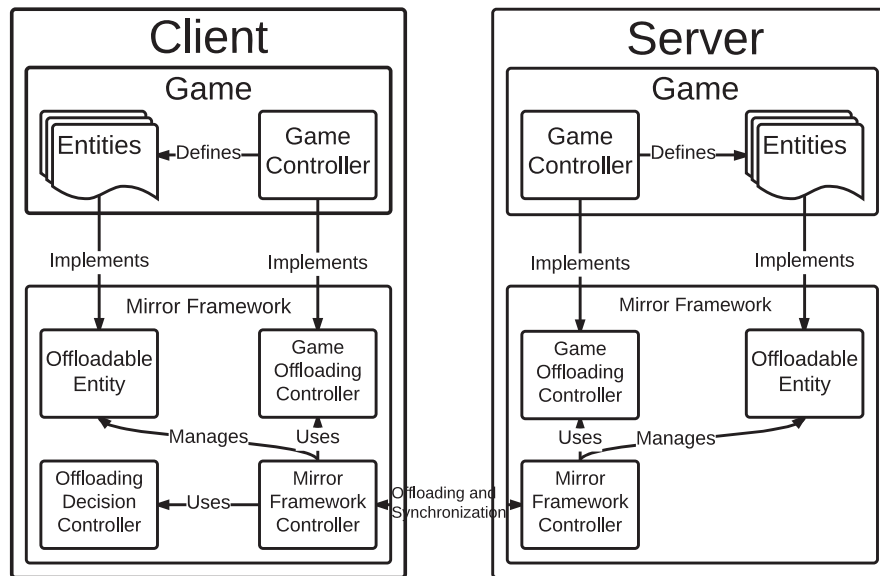 Client
Game
Entities
Defines
Game
Controller
Implements
Implements
Mirror Framework
Offloadable
Entity
Game
Offloading
Controller
Manages
Uses
Offloading
Decision
Controller
Uses
Mirror
Framework
Controller
Offloading and
Synchronization
Server
Game
Game
Controller
Defines
Entities
Implements
Implements
Mirror Framework
Game
Offloading
Controller
Offloadable
Entity
Uses
Manages
Mirror
Framework
Controller